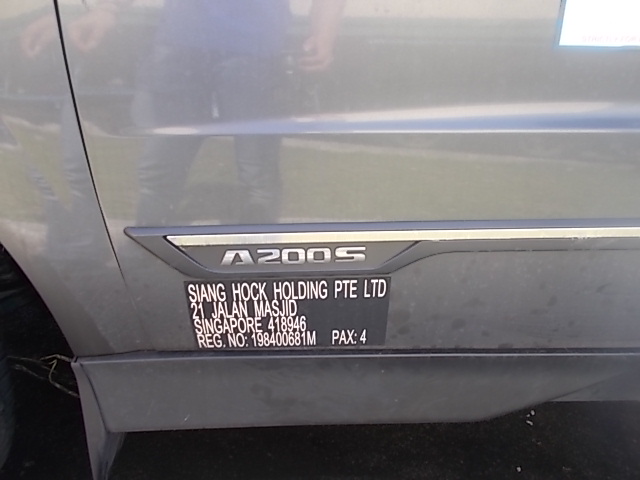 A200S
SIANG HOCK HOLDING PTE LTD
21 JALAN MASJID
SINGAPORE 418946
REG. NO: 198400681M PAX: 4